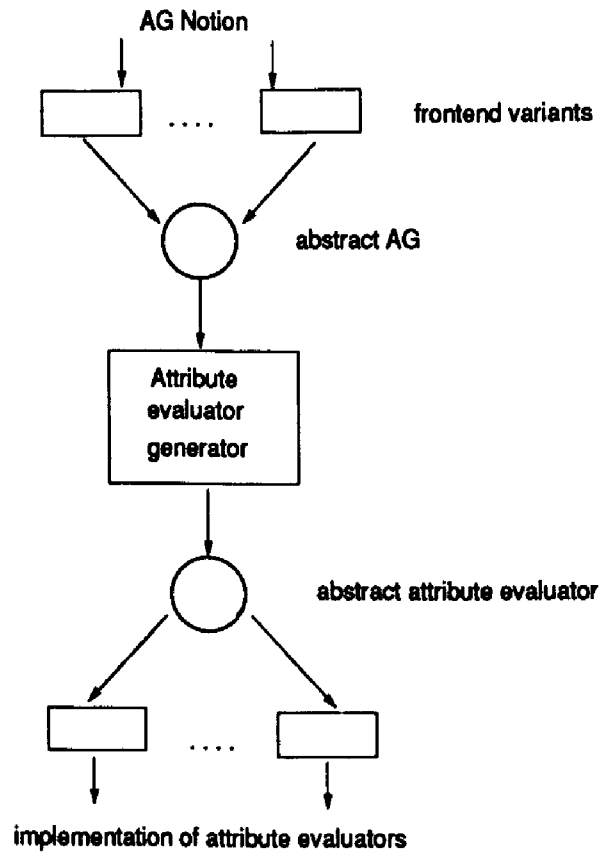 AG Notion
. . . .
frontend variants
abstract AG
Attribute
evaluator
generator
abstract attribute evaluator
. . . .
implementation of attribute evaluators